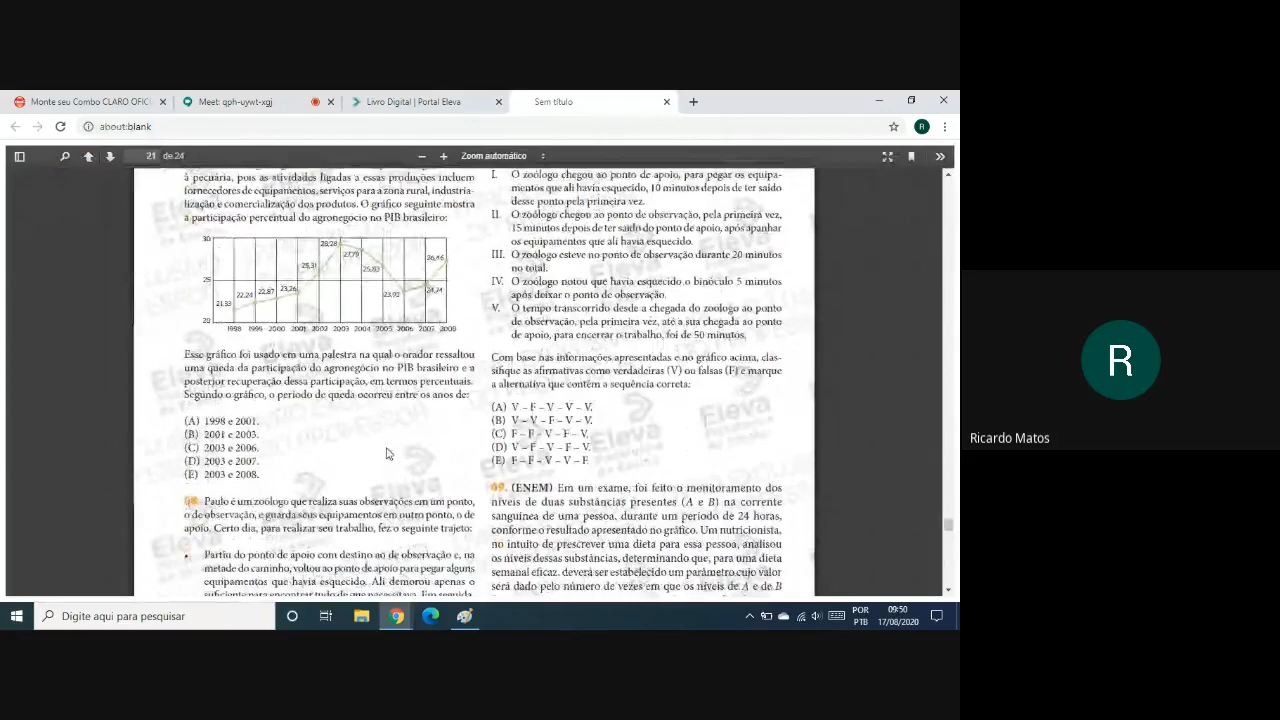 Monte seu Combo CLARO OFIC
Meet: qph-uywt-xgj
Livro Digital | Portal Eleva
Sem título
about:blank
R
21 de 24
Zoom automático
à pecuária, pois as atividades ligadas a essas produções incluem
fornecedores de equipamentos, serviços para a zona rural, industria-
lização e comercialização dos produtos. O gráfico seguinte mostra
a participação percentual do agronegócio no PIB brasileiro:
30
25
20
21,33
22,24
22,87
23,26
25,31
28,28
27,79
25,83
23,92
24,74
26,46
1998 1999 2000 2001 2002 2003 2004 2005 2006 2007 2008
Esse gráfico foi usado em uma palestra na qual o orador ressaltou
uma queda da participação do agronegócio no PIB brasileiro e a
posterior recuperação dessa participação, em termos percentuais.
Segundo o gráfico, o período de queda ocorreu entre os anos de:
(A) 1998 e 2001.
(B) 2001 e 2003.
(C) 2003 e 2006.
(D) 2003 e 2007.
(E) 2003 e 2008.
Paulo é um zoólogo que realiza suas observações em um ponto,
o de observação, e guarda seus equipamentos em outro ponto, o de
apoio. Certo dia, para realizar seu trabalho, fez o seguinte trajeto:
• Partiu do ponto de apoio com destino ao de observação e, na
metade do caminho, voltou ao ponto de apoio para pegar alguns
equipamentos que havia esquecido. Ali demorou apenas o
suficiente para encontrar tudo de que necessitava. Em seguida,
I. O zoólogo chegou ao ponto de apoio, para pegar os equipa-
mentos que ali havia esquecido, 10 minutos depois de ter saído
desse ponto pela primeira vez.
II. O zoólogo chegou ao ponto de observação, pela primeira vez,
15 minutos depois de ter saído do ponto de apoio, após apanhar
os equipamentos que ali havia esquecido.
III. O zoólogo esteve no ponto de observação durante 20 minutos
no total.
IV. O zoólogo notou que havia esquecido o binóculo 5 minutos
após deixar o ponto de observação.
V. O tempo transcorrido desde a chegada do zoólogo ao ponto
de observação, pela primeira vez, até a sua chegada ao ponto
de apoio, para encerrar o trabalho, foi de 50 minutos.
Com base nas informações apresentadas e no gráfico acima, clas-
sifique as afirmativas como verdadeiras (V) ou falsas (F) e marque
a alternativa que contém a sequência correta:
(A) V – F – V – V – V.
(B) V – V – F – V – V.
(C) F – F – V – F – V.
(D) V – F – V – F – V.
(E) F – F – V – V – F.
09. (ENEM) Em um exame, foi feito o monitoramento dos
níveis de duas substâncias presentes (A e B) na corrente
sanguínea de uma pessoa, durante um período de 24 horas,
conforme o resultado apresentado no gráfico. Um nutricionista,
no intuito de prescrever uma dieta para essa pessoa, analisou
os níveis dessas substâncias, determinando que, para uma dieta
semanal eficaz, deverá ser estabelecido um parâmetro cujo valor
será dado pelo número de vezes em que os níveis de A e de B
Eleva
Digite aqui para pesquisar
POR
PTB
09:50
17/08/2020
R
Ricardo Matos